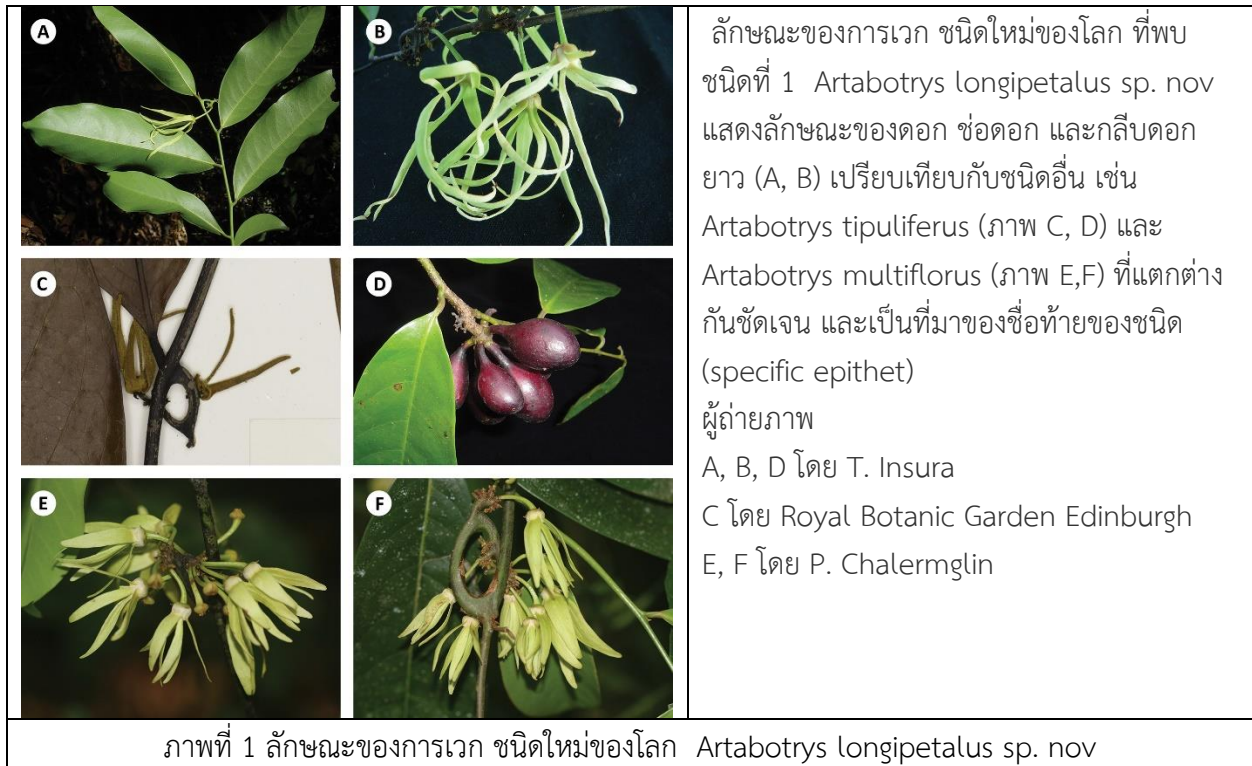 A
B
C
D
E
F
ลักษณะของการเวก ชนิดใหม่ของโลก ที่พบ
ชนิดที่ 1 Artabotrys longipetalus sp. nov
แสดงลักษณะของดอก ช่อดอก และกลีบดอก
ยาว (A, B) เปรียบเทียบกับชนิดอื่น เช่น
Artabotrys tipuliferus (ภาพ C, D) และ
Artabotrys multiflorus (ภาพ E,F) ที่แตกต่าง
กันชัดเจน และเป็นที่มาของชื่อท้ายของชนิด
(specific epithet)
ผู้ถ่ายภาพ
A, B, D โดย T. Insura
C โดย Royal Botanic Garden Edinburgh
E, F โดย P. Chalermglin
ภาพที่ 1 ลักษณะของการเวก ชนิดใหม่ของโลก Artabotrys longipetalus sp. nov